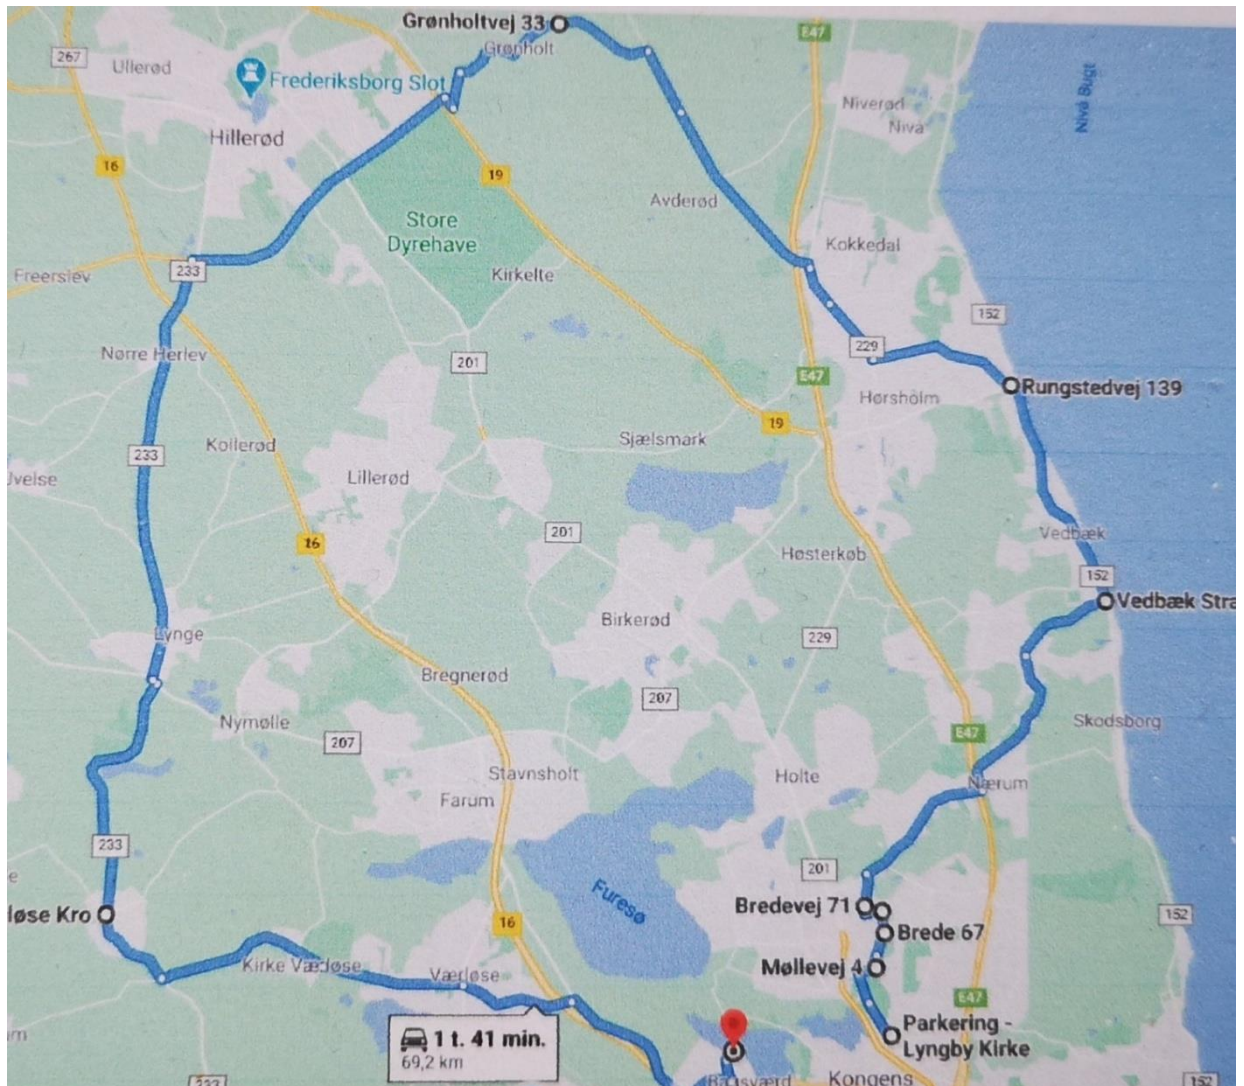 Grønholtvej 33
E47
Grønholt
267
Ullerød
Frederiksborg Slot
Niverød
Nivå
Nivå Bugt
Hillerød
16
19
Avderød
Store
Dyrehave
Kokkedal
Freerslev
233
Kirkelte
152
Nørre Herlev
229
201
E47
Rungstedvej 139
Hørsholm
19
Kollerød
Sjælsmark
233
Lillerød
Jvelse
201
16
Vedbæk
Høsterkøb
152
Vedbæk Stra
Birkerød
Lynge
229
Bregnerød
207
Nymølle
207
Skodsborg
E47
Stavnsholt
Holte
Nærum
Farum
233
201
e
Furesø
Bredevej 71
løse Kro
16
152
Brede 67
Kirke Værløse
Værløse
Møllevej 4
E47
1 t. 41 min.
69,2 km
Parkering -
Lyngby Kirke
m
233
Bagsværd
Kongens
152